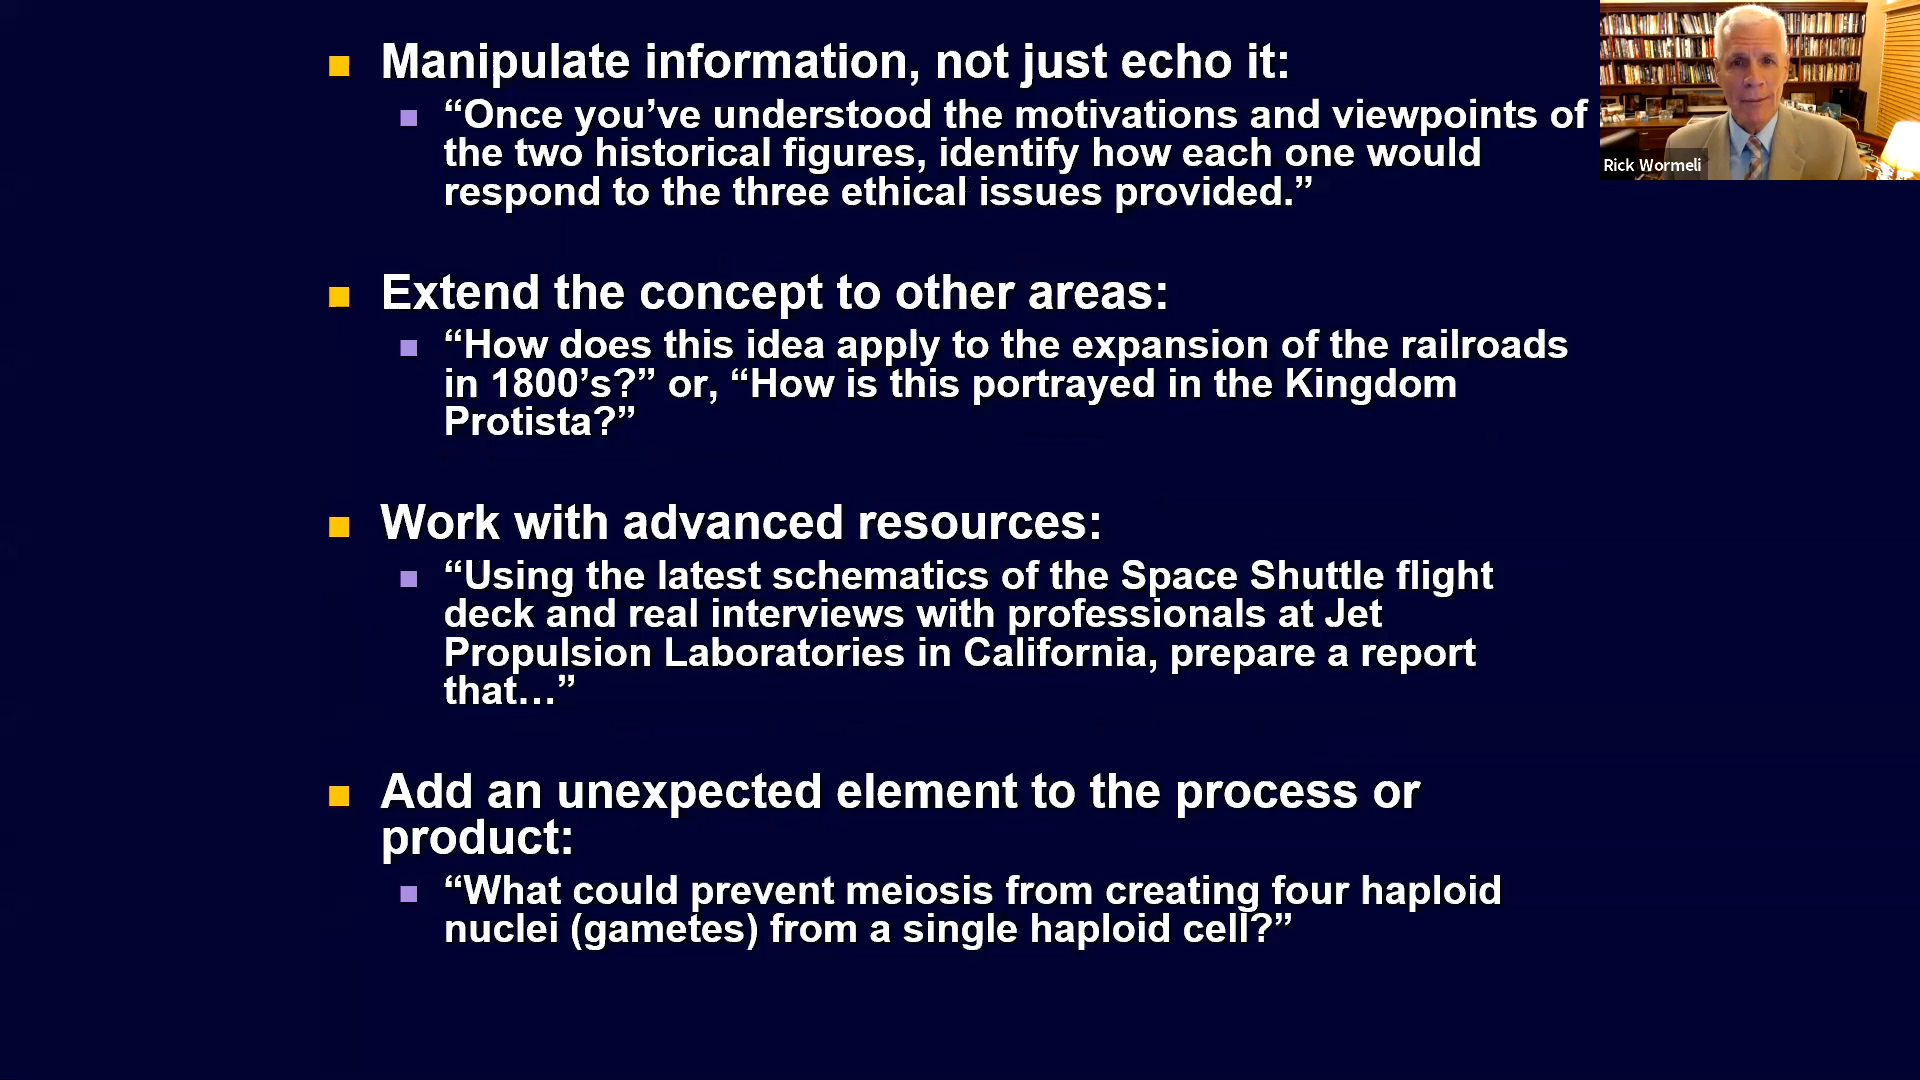 Manipulate information, not just echo it:
“Once you’ve understood the motivations and viewpoints of
the two historical figures, identify how each one would
respond to the three ethical issues provided.”
Extend the concept to other areas:
“How does this idea apply to the expansion of the railroads
in 1800’s?” or, “How is this portrayed in the Kingdom
Protista?”
Work with advanced resources:
“Using the latest schematics of the Space Shuttle flight
deck and real interviews with professionals at Jet
Propulsion Laboratories in California, prepare a report
that…”
Add an unexpected element to the process or
product:
“What could prevent meiosis from creating four haploid
nuclei (gametes) from a single haploid cell?”
Rick Wormeli